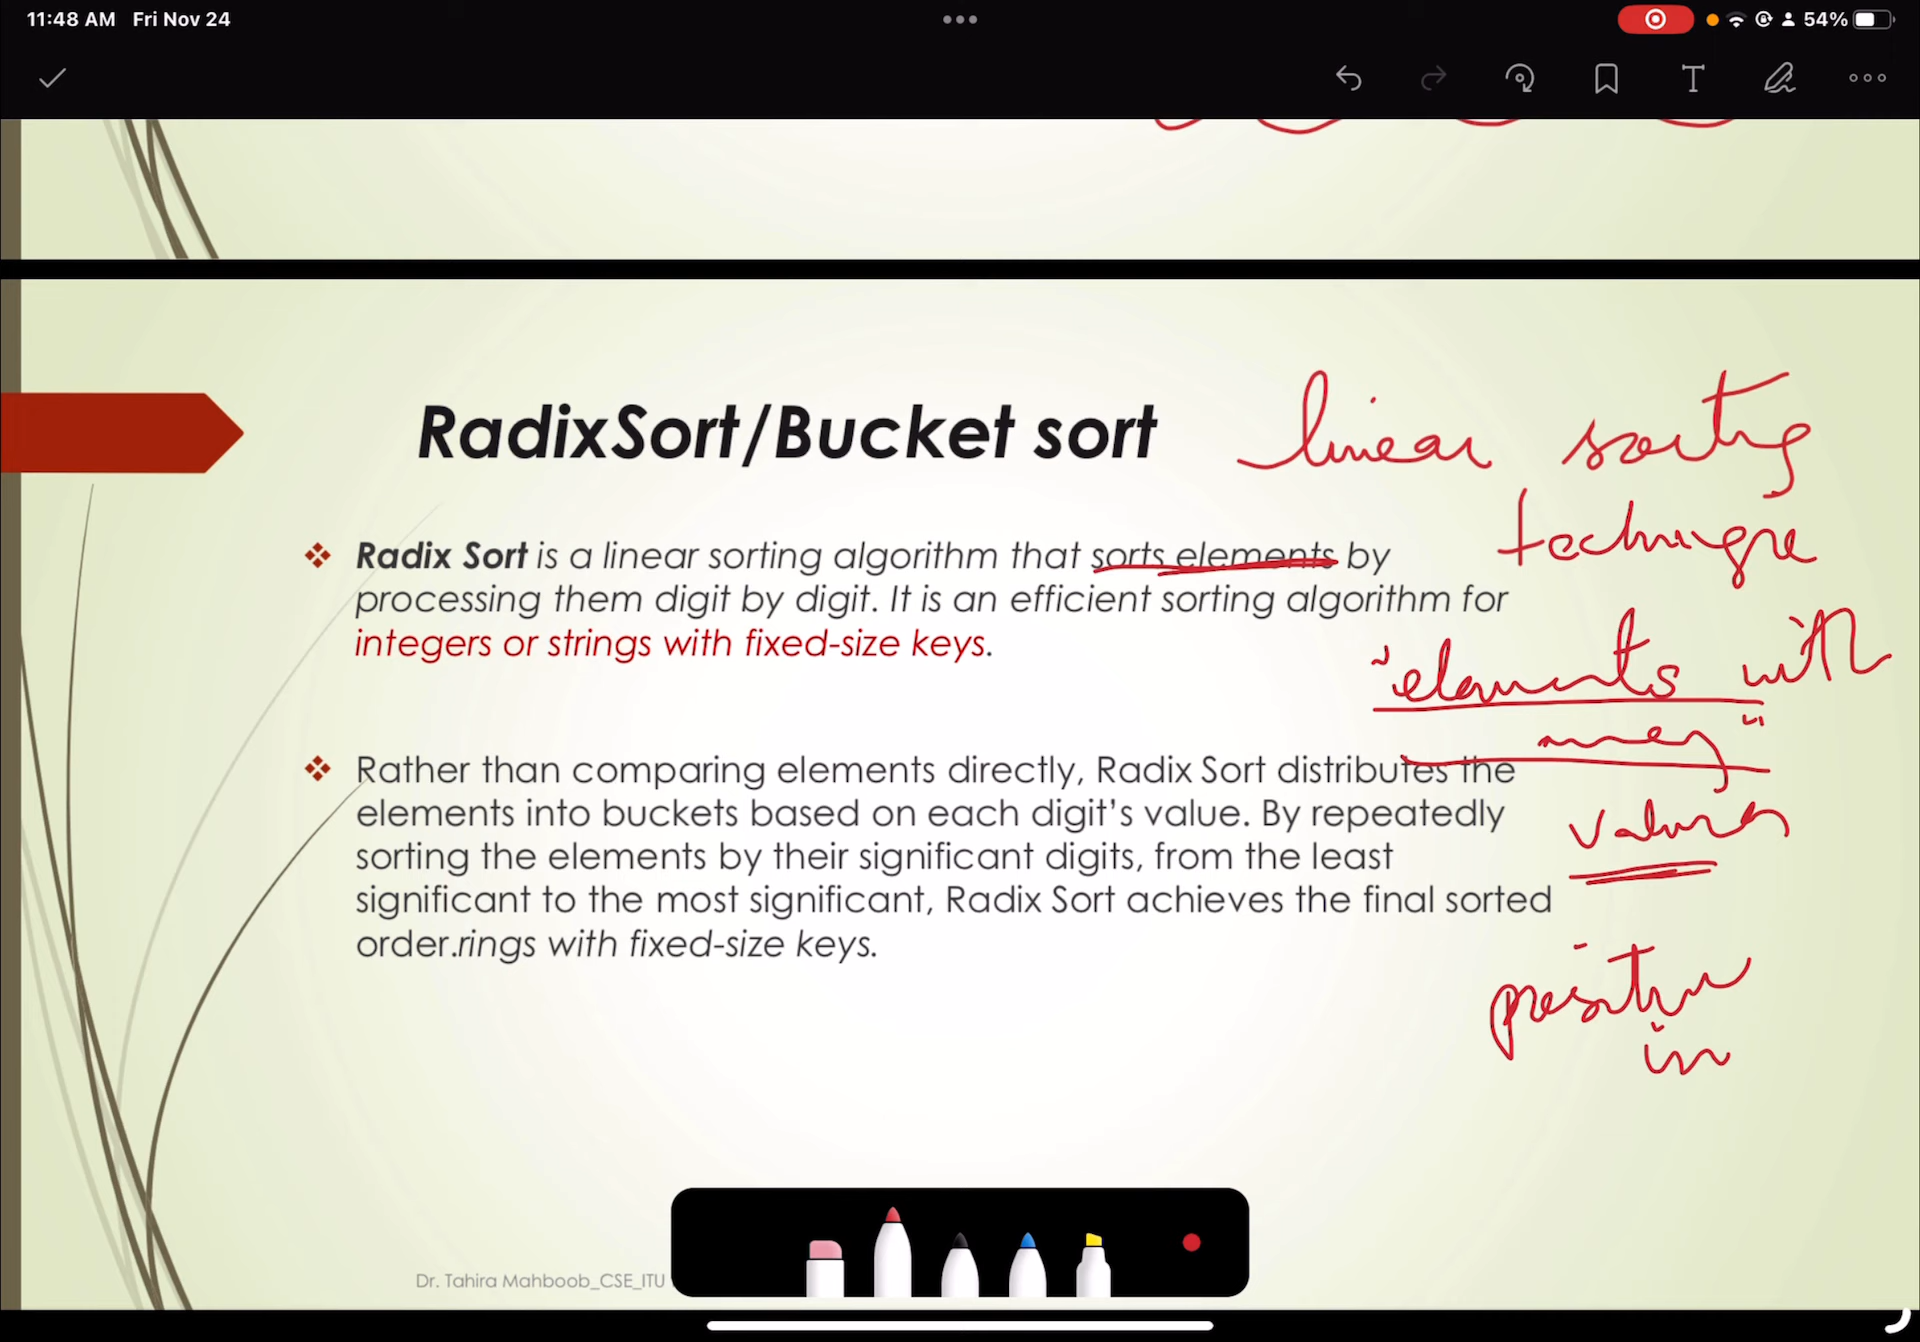 11:48 AM Fri Nov 24
54%
RadixSort/Bucket sort
linear sorting
technique
Radix Sort is a linear sorting algorithm that sorts elements by
processing them digit by digit. It is an efficient sorting algorithm for
integers or strings with fixed-size keys.
"elements with
"
Rather than comparing elements directly, Radix Sort distributes the
elements into buckets based on each digit's value. By repeatedly
values
sorting the elements by their significant digits, from the least
significant to the most significant, Radix Sort achieves the final sorted
order.rings with fixed-size keys.
positive
in
Dr. Tahira Mahboob_CSE_ITU